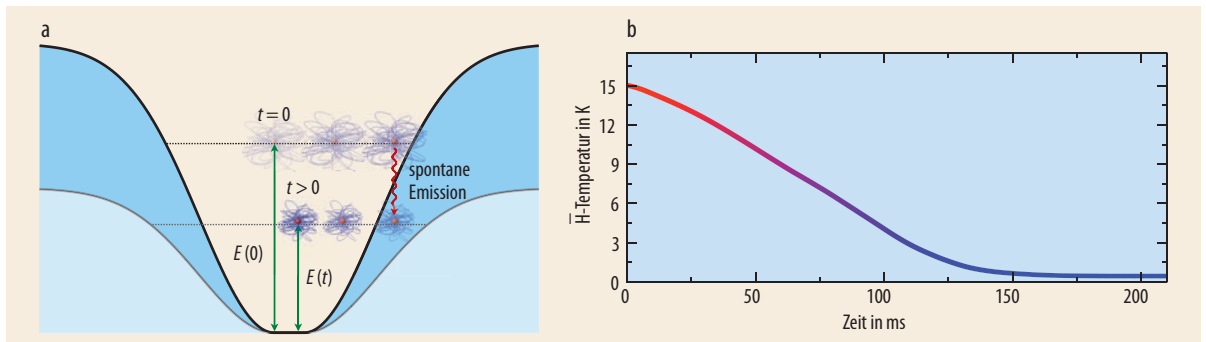 a
t = 0
spontane
Emission
t > 0
E (0)
E (t)
b
H̅-Temperatur in K
15
12
9
6
3
0
0
50
100
150
200
Zeit in ms